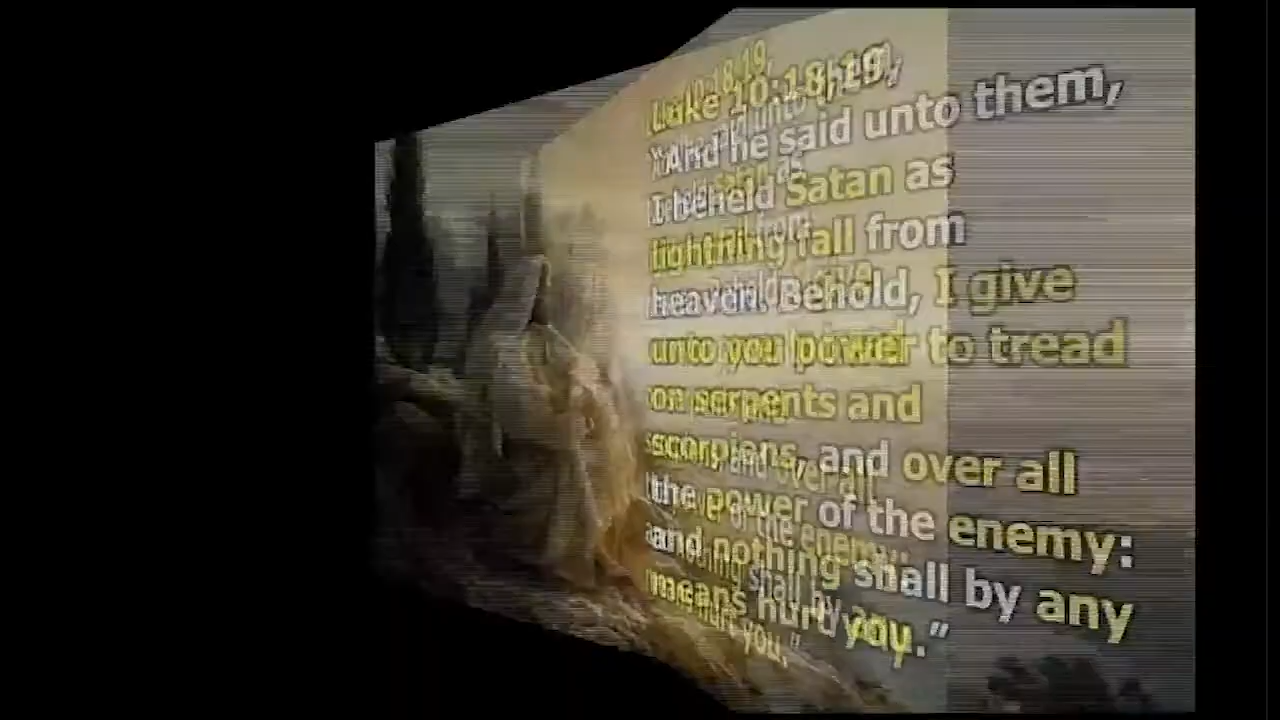 Luke 10:18,19,
“And he said unto them,
I beheld Satan as
lightning fall from
heaven. Behold, I give
unto you power to tread
on serpents and
scorpions, and over all
the power of the enemy:
and nothing shall by any
means hurt you.”